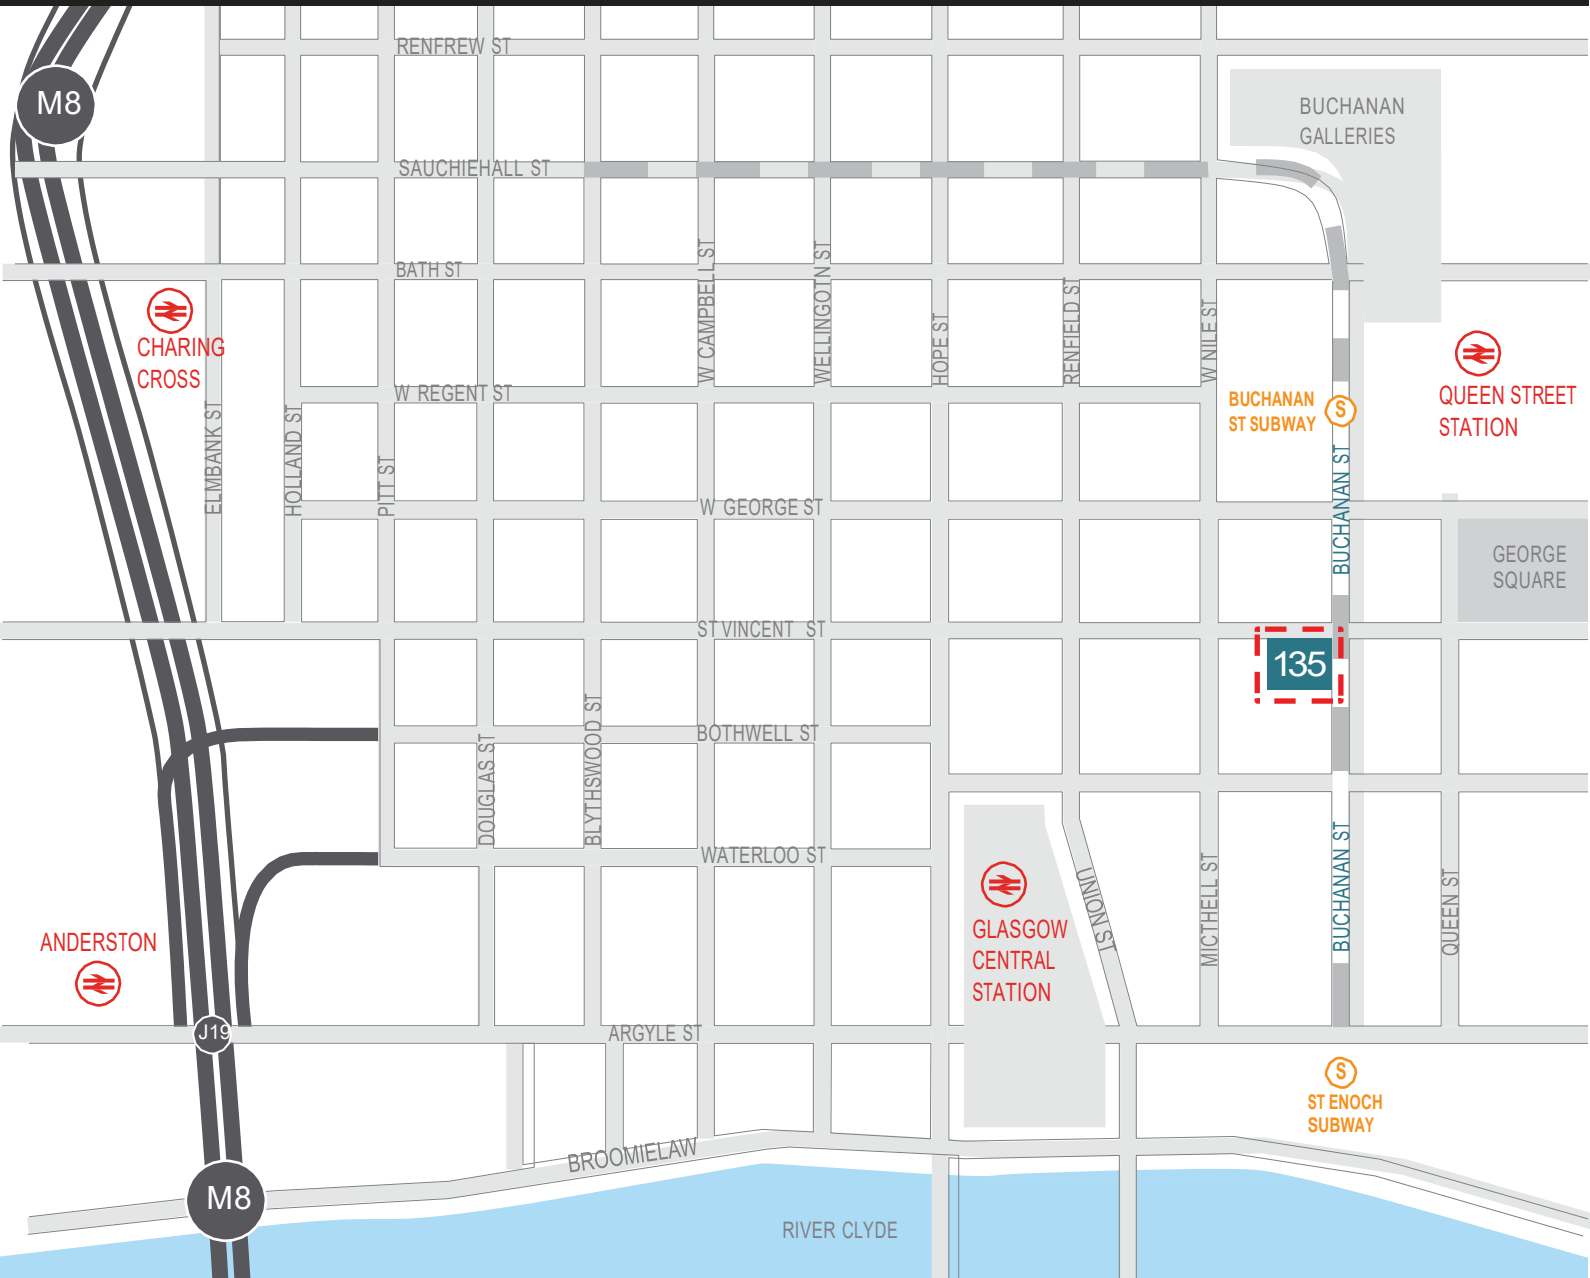 RENFREW ST
M8
BUCHANAN
GALLERIES
SAUCHIEHALL ST
BATH ST
W CAMPBELL ST
WELLINGOTN ST
HOPE ST
RENFIELD ST
W NILE ST
CHARING
CROSS
W REGENT ST
BUCHANAN
ST SUBWAY
S
QUEEN STREET
STATION
ELMBANK ST
HOLLAND ST
PITT ST
BUCHANAN ST
W GEORGE ST
GEORGE
SQUARE
ST VINCENT ST
135
BOTHWELL ST
DOUGLAS ST
BLYTHSWOOD ST
WATERLOO ST
UNION ST
MICTHELL ST
BUCHANAN ST
QUEEN ST
GLASGOW
CENTRAL
STATION
ANDERSTON
J19
ARGYLE ST
S
ST ENOCH
SUBWAY
BROOMIELAW
M8
RIVER CLYDE